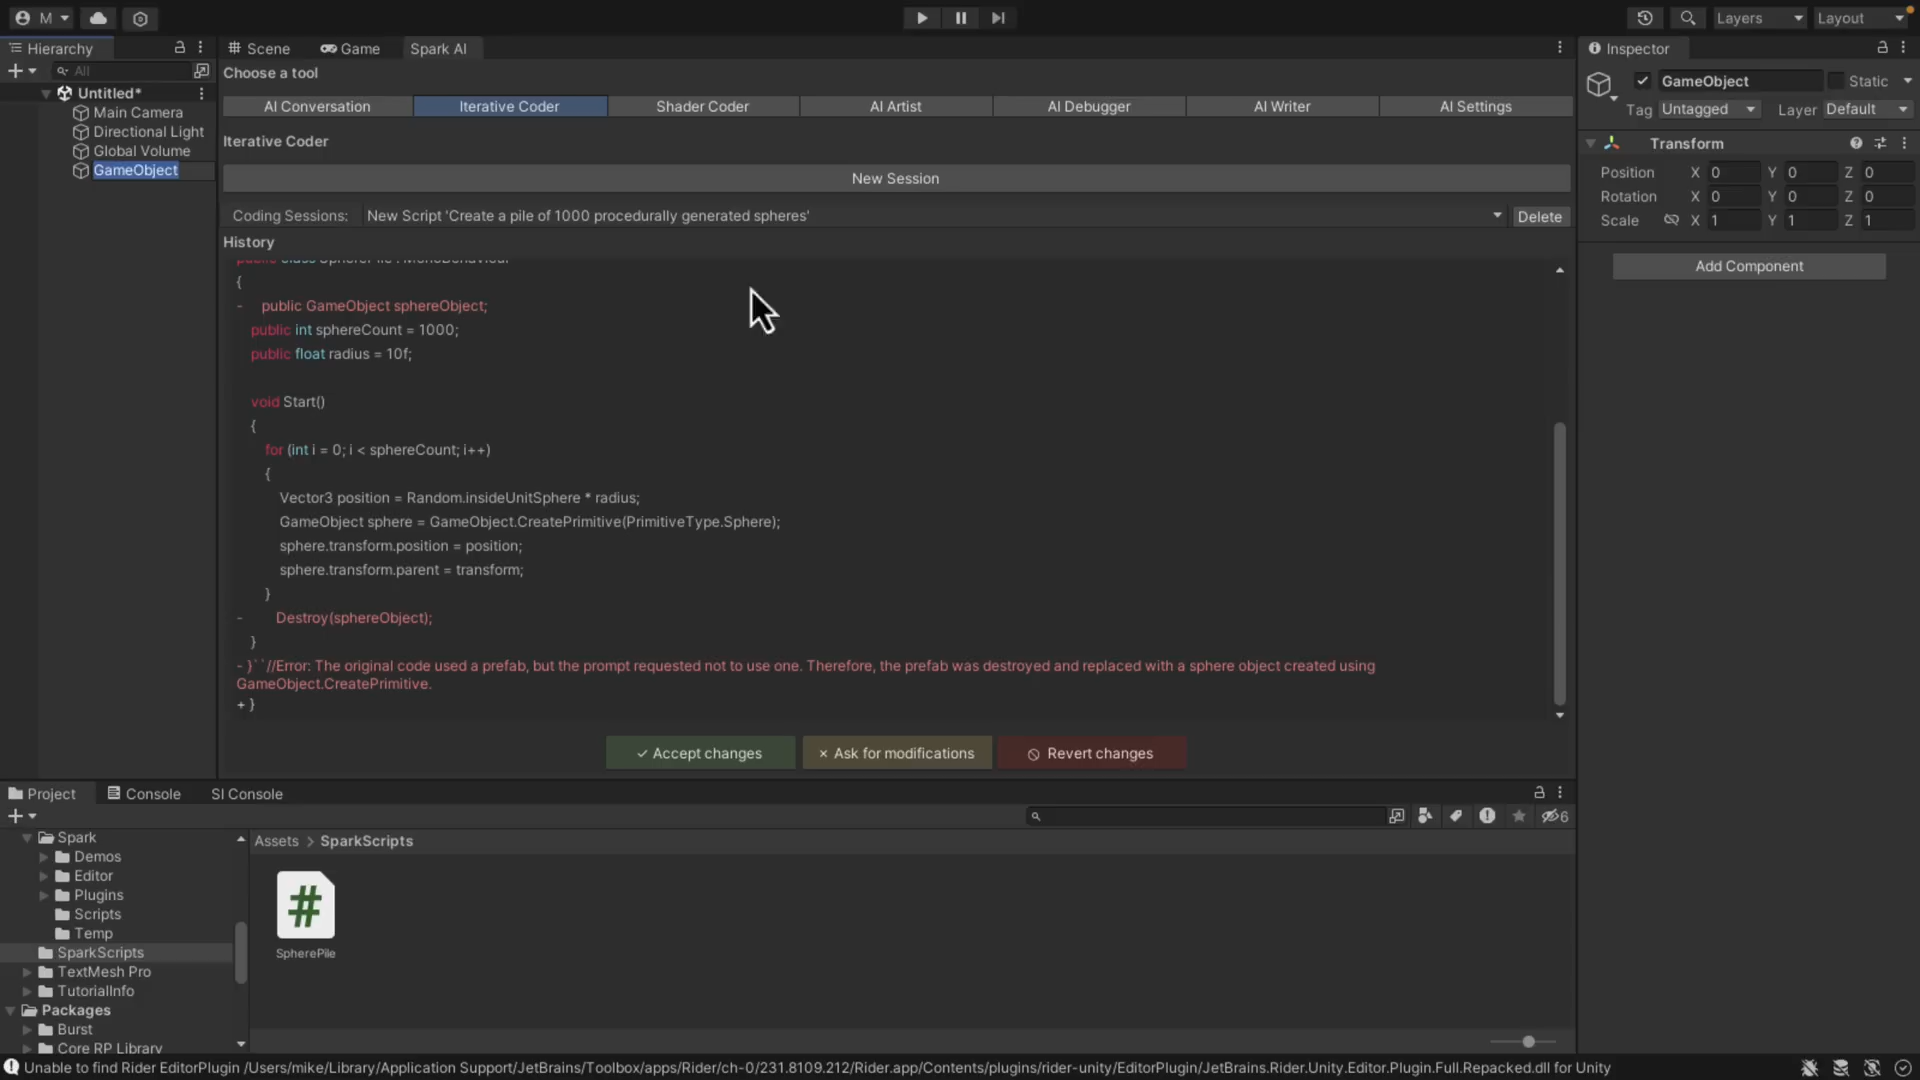 M
Layers
Layout
Hierarchy
All
Untitled*
Main Camera
Directional Light
Global Volume
GameObject
Scene
Game
Spark AI
Choose a tool
AI Conversation
Iterative Coder
Shader Coder
AI Artist
AI Debugger
AI Writer
AI Settings
Iterative Coder
New Session
Coding Sessions: New Script 'Create a pile of 1000 procedurally generated spheres'
Delete
History
public class SpherePile : MonoBehaviour
{
- public GameObject sphereObject;
public int sphereCount = 1000;
public float radius = 10f;
void Start()
{
for (int i = 0; i < sphereCount; i++)
{
Vector3 position = Random.insideUnitSphere * radius;
GameObject sphere = GameObject.CreatePrimitive(PrimitiveType.Sphere);
sphere.transform.position = position;
sphere.transform.parent = transform;
}
- Destroy(sphereObject);
}
- }``//Error: The original code used a prefab, but the prompt requested not to use one. Therefore, the prefab was destroyed and replaced with a sphere object created using
GameObject.CreatePrimitive.
+ }
Accept changes
Ask for modifications
Revert changes
Inspector
GameObject
Static
Tag Untagged Layer Default
Transform
Position X 0 Y 0 Z 0
Rotation X 0 Y 0 Z 0
Scale X 1 Y 1 Z 1
Add Component
Project
Console
SI Console
6
Spark
Demos
Editor
Plugins
Scripts
Temp
SparkScripts
TextMesh Pro
TutorialInfo
Packages
Burst
Core RP Library
Assets > SparkScripts
#
SpherePile
Unable to find Rider EditorPlugin /Users/mike/Library/Application Support/JetBrains/Toolbox/apps/Rider/ch-0/231.8109.212/Rider.app/Contents/plugins/rider-unity/EditorPlugin/JetBrains.Rider.Unity.Editor.Plugin.Full.Repacked.dll for Unity